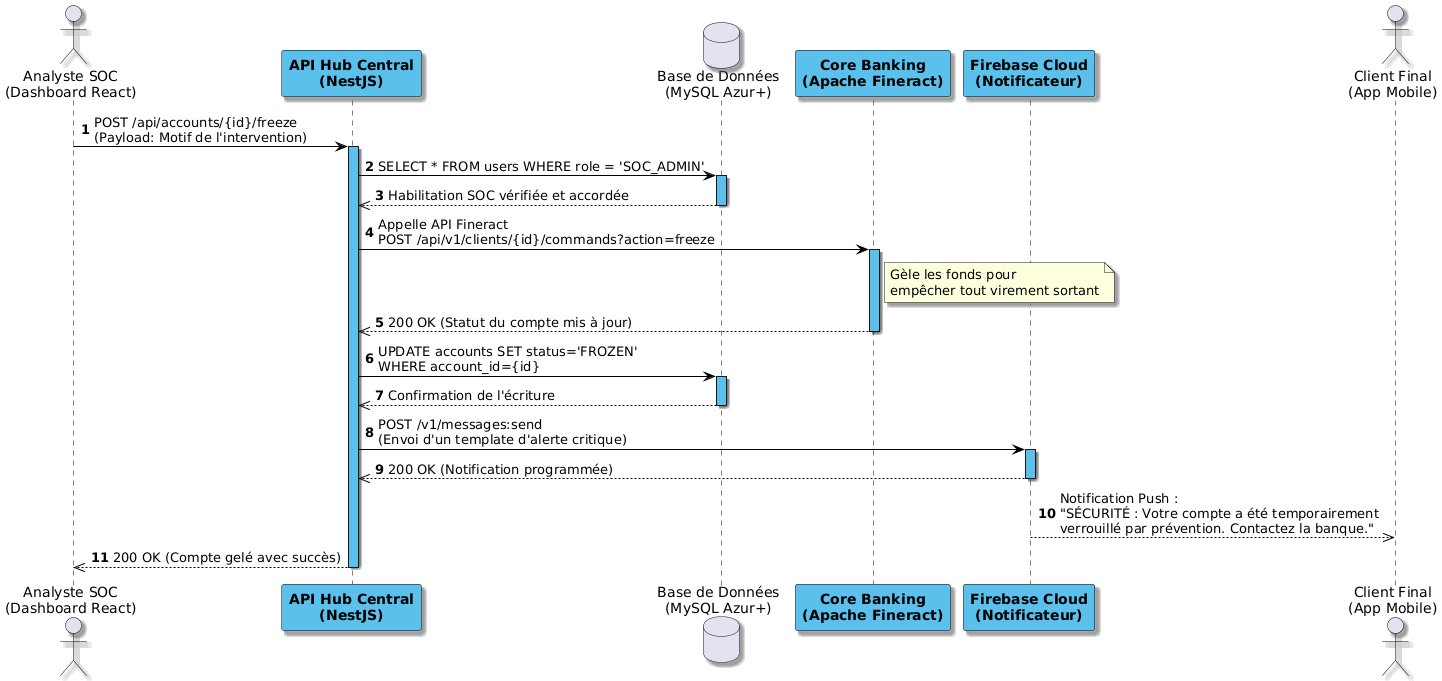 Analyste SOC
(Dashboard React)
API Hub Central
(NestJS)
Base de Données
(MySQL Azur+)
Core Banking
(Apache Fineract)
Firebase Cloud
(Notificateur)
Client Final
(App Mobile)
1 POST /api/accounts/{id}/freeze
(Payload: Motif de l'intervention)
2 SELECT * FROM users WHERE role = 'SOC_ADMIN'
3 Habilitation SOC vérifiée et accordée
4 Appelle API Fineract
POST /api/v1/clients/{id}/commands?action=freeze
Gèle les fonds pour
empêcher tout virement sortant
5 200 OK (Statut du compte mis à jour)
6 UPDATE accounts SET status='FROZEN'
WHERE account_id={id}
7 Confirmation de l'écriture
8 POST /v1/messages:send
(Envoi d'un template d'alerte critique)
9 200 OK (Notification programmée)
10 Notification Push :
"SÉCURITÉ : Votre compte a été temporairement
verrouillé par prévention. Contactez la banque."
11 200 OK (Compte gelé avec succès)
Analyste SOC
(Dashboard React)
API Hub Central
(NestJS)
Base de Données
(MySQL Azur+)
Core Banking
(Apache Fineract)
Firebase Cloud
(Notificateur)
Client Final
(App Mobile)